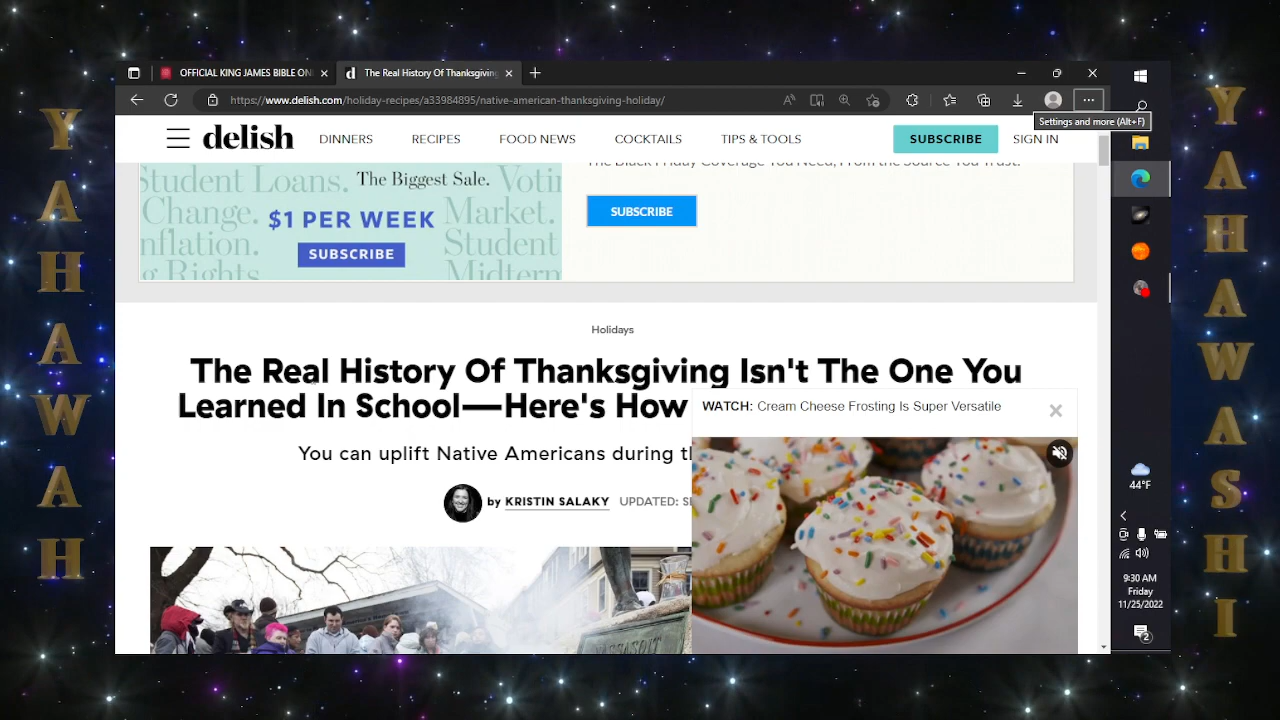 YAHAWAH
OFFICIAL KING JAMES BIBLE ON
The Real History Of Thanksgiving
https://www.delish.com/holiday-recipes/a33984895/native-american-thanksgiving-holiday/
Settings and more (Alt+F)
delish
DINNERS
RECIPES
FOOD NEWS
COCKTAILS
TIPS & TOOLS
SUBSCRIBE
SIGN IN
The Black Friday Coverage You Need, From the Source You Trust.
Student Loans. The Biggest Sale. Voti
Change. $1 PER WEEK Market.
nflation. SUBSCRIBE Student
g Rights Midterm
SUBSCRIBE
Holidays
The Real History Of Thanksgiving Isn't The One You
Learned In School—Here's How
You can uplift Native Americans during th
by KRISTIN SALAKY UPDATED: S
WATCH: Cream Cheese Frosting Is Super Versatile
MASSASOIT
44°F
9:30 AM
Friday
11/25/2022
2
YAHAWASHI